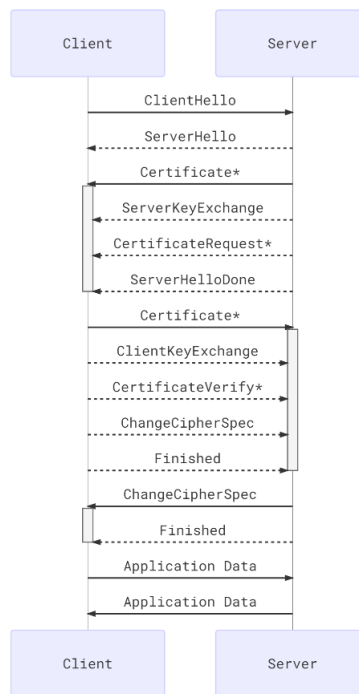 Client
Server
ClientHello
ServerHello
Certificate*
ServerKeyExchange
CertificateRequest*
ServerHelloDone
Certificate*
ClientKeyExchange
CertificateVerify*
ChangeCipherSpec
Finished
ChangeCipherSpec
Finished
Application Data
Application Data
Client
Server